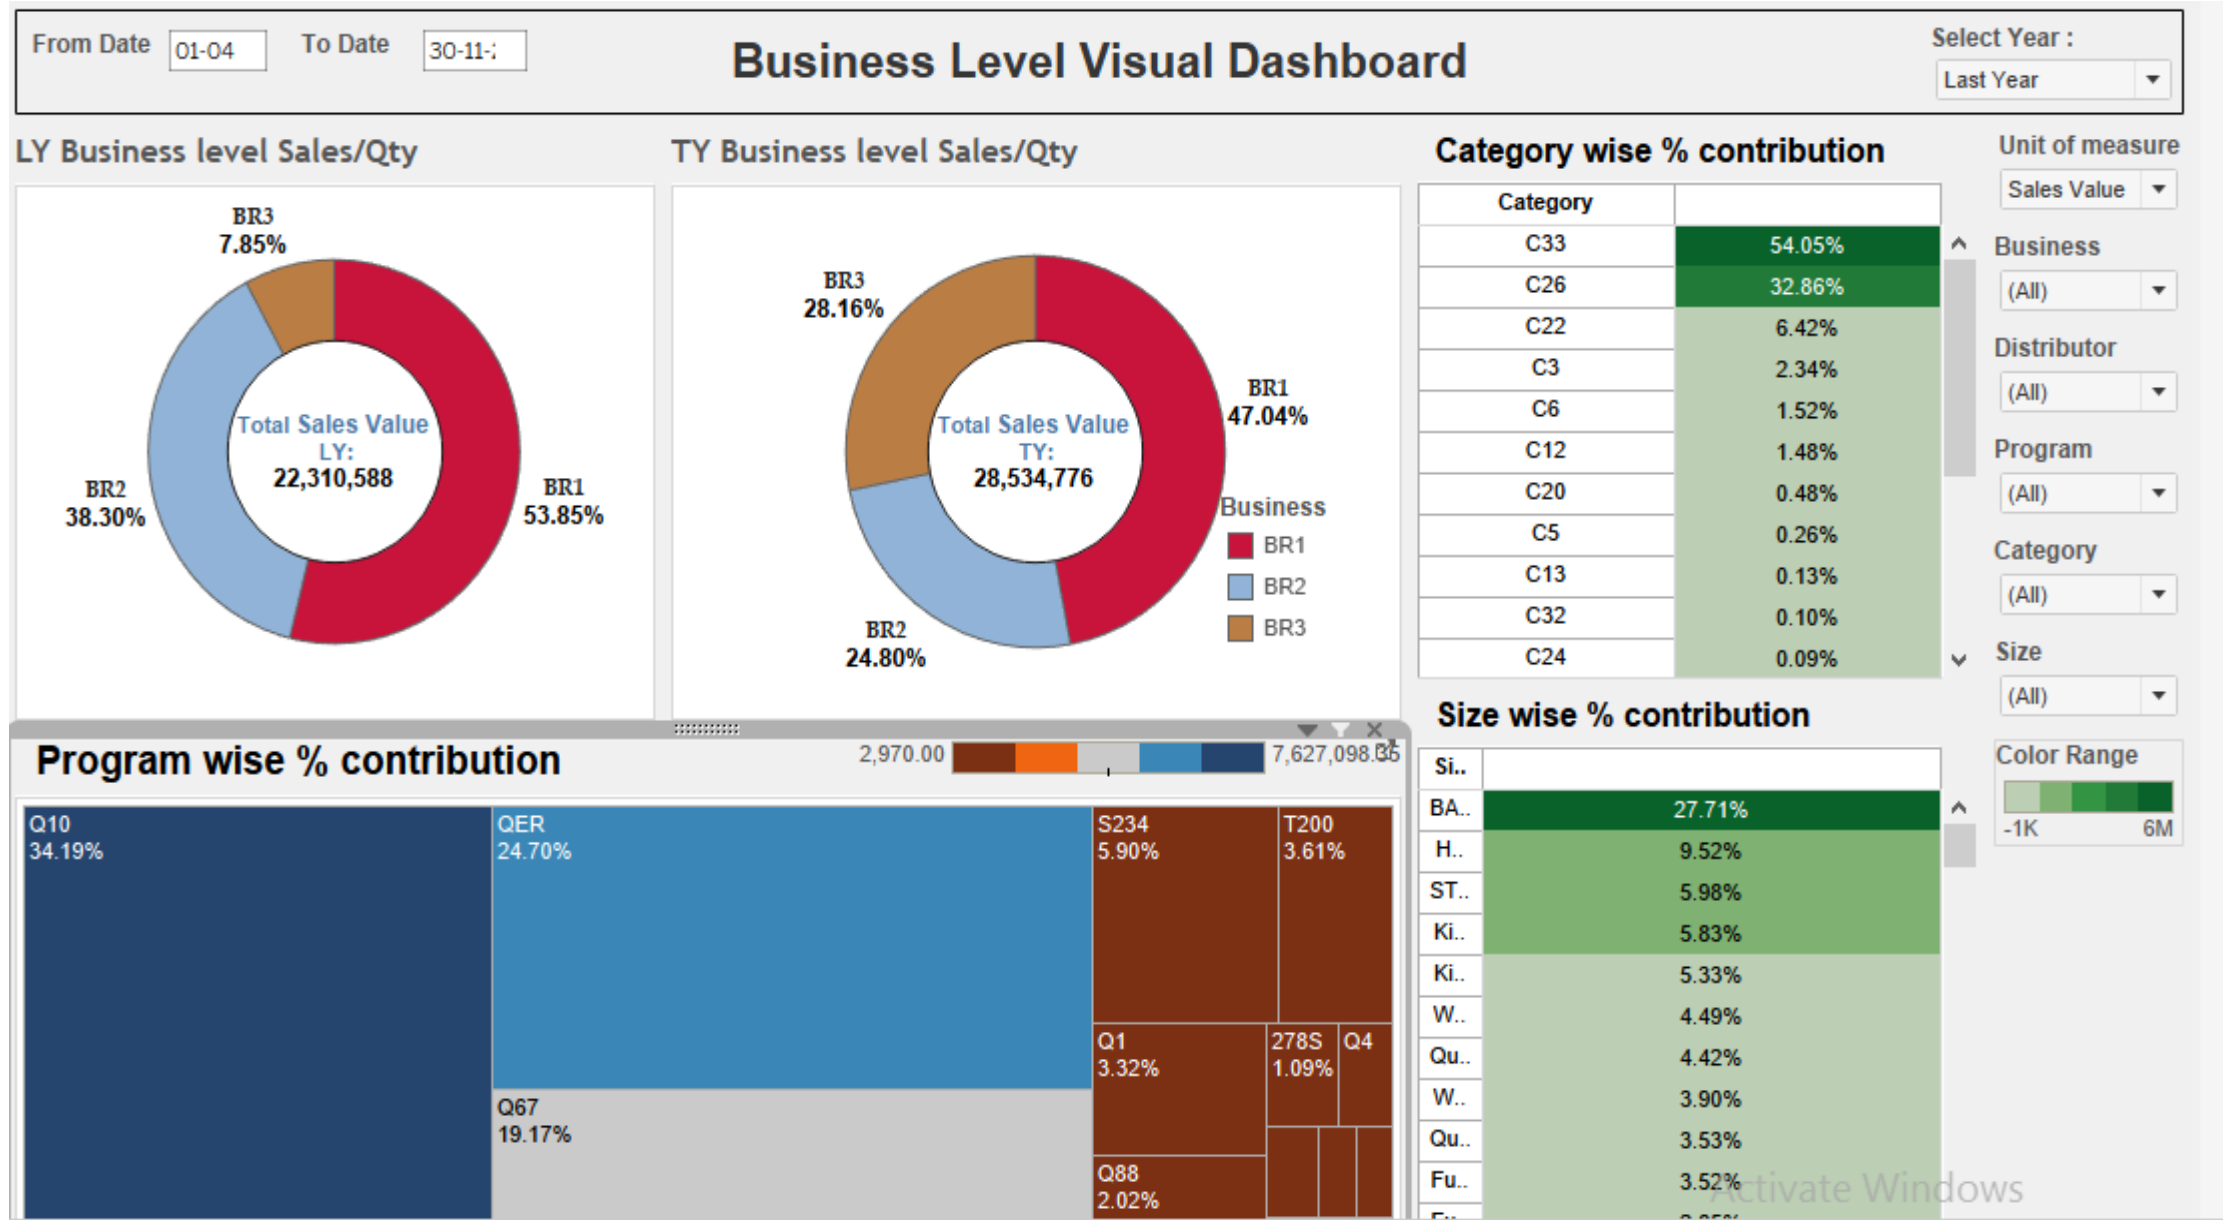 From Date
01-04
To Date
30-11-
Business Level Visual Dashboard
Select Year :
Last Year
LY Business level Sales/Qty
BR3
7.85%
Total Sales Value
LY:
22,310,588
BR2
38.30%
BR1
53.85%
TY Business level Sales/Qty
BR3
28.16%
BR1
47.04%
Total Sales Value
TY:
28,534,776
BR2
24.80%
Business
BR1
BR2
BR3
Category wise % contribution
Category
C33 54.05%
C26 32.86%
C22 6.42%
C3 2.34%
C6 1.52%
C12 1.48%
C20 0.48%
C5 0.26%
C13 0.13%
C32 0.10%
C24 0.09%
Unit of measure
Sales Value
Business
(All)
Distributor
(All)
Program
(All)
Category
(All)
Size
(All)
Color Range
-1K 6M
Program wise % contribution
2,970.00
7,627,098.
Q10
34.19%
QER
24.70%
Q67
19.17%
S234
5.90%
T200
3.61%
Q1
3.32%
278S
1.09%
Q4
Q88
2.02%
Size wise % contribution
Si..
BA.. 27.71%
H.. 9.52%
ST.. 5.98%
Ki.. 5.83%
Ki.. 5.33%
W.. 4.49%
Qu.. 4.42%
W.. 3.90%
Qu.. 3.53%
Fu.. 3.52%
Activate Windows